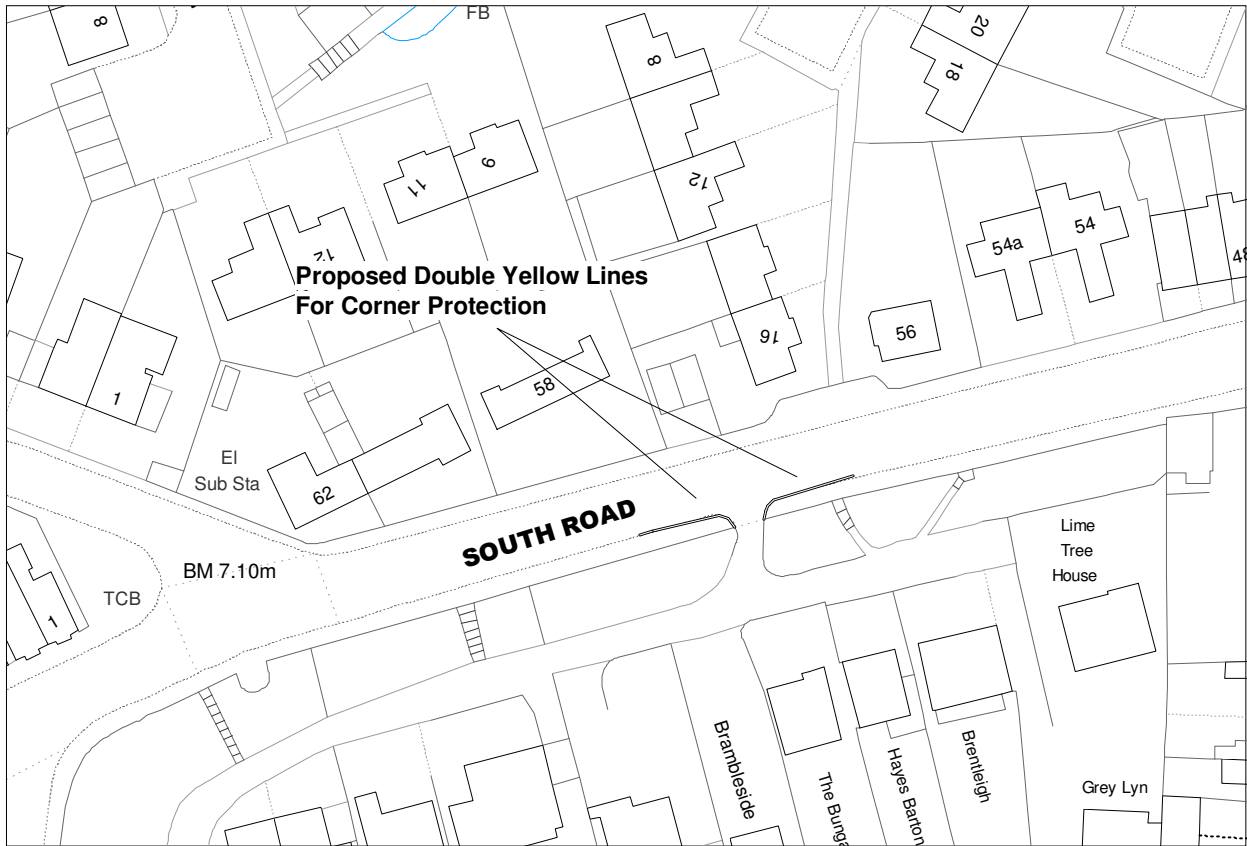 8
FB
8
20
18
11
9
12
12
54a
54
48
Proposed Double Yellow Lines
For Corner Protection
16
56
58
1
El
Sub Sta
62
SOUTH ROAD
BM 7.10m
TCB
1
Lime
Tree
House
Brambleside
The Bunga
Hayes Barton
Brentleigh
Grey Lyn